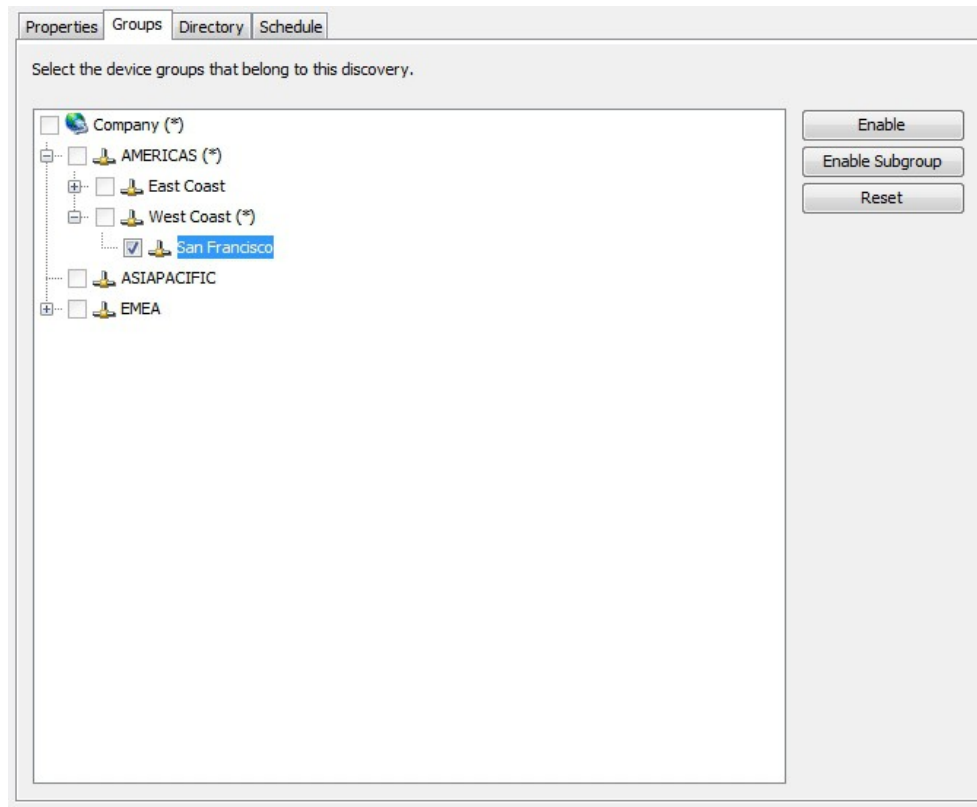 Properties Groups Directory Schedule
Select the device groups that belong to this discovery.
Company (*)
AMERICAS (*)
East Coast
West Coast (*)
San Francisco
ASIAPACIFIC
EMEA
Enable
Enable Subgroup
Reset